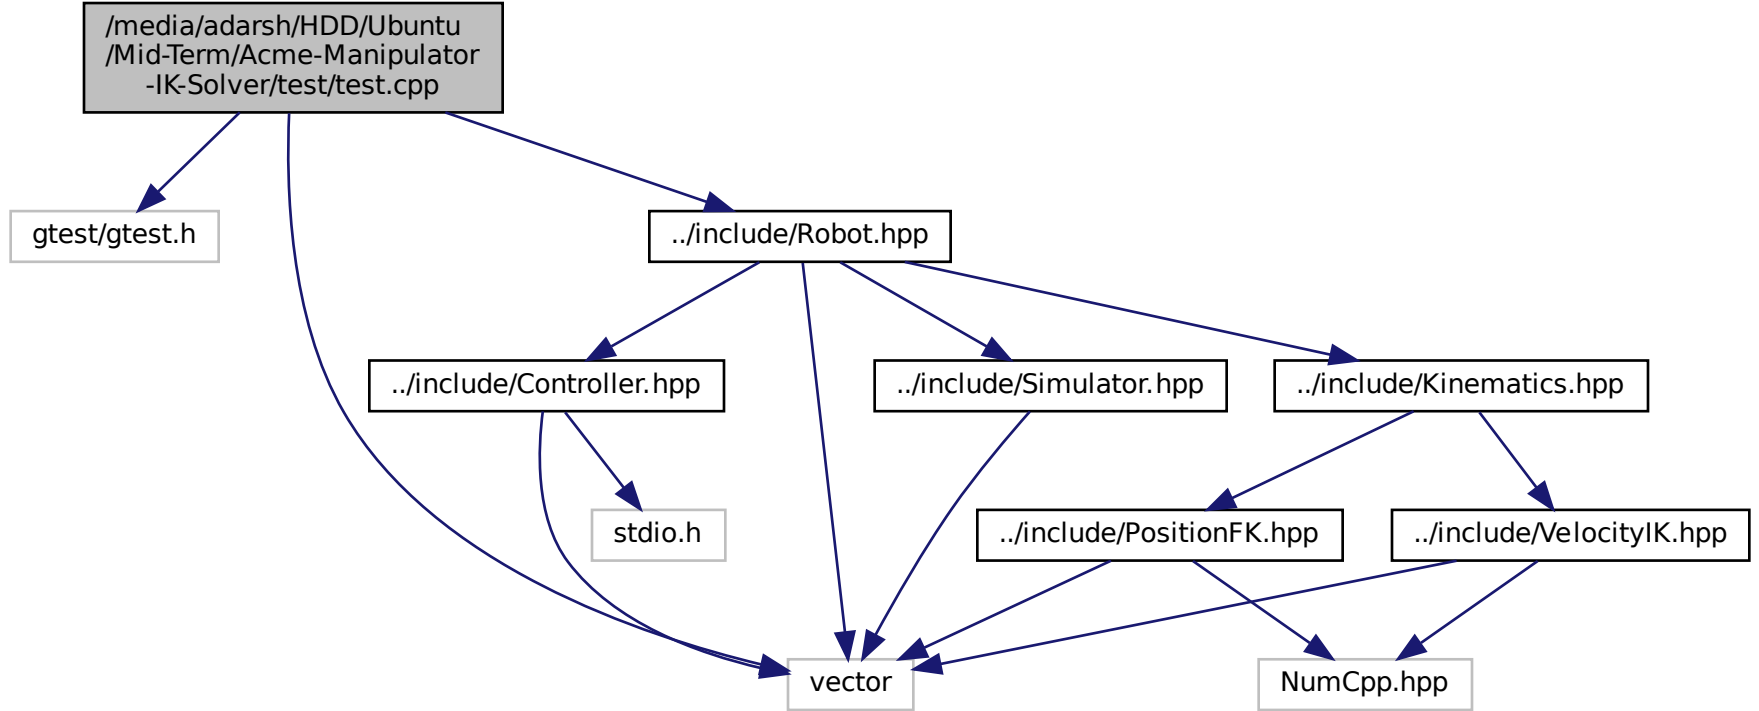 /media/adarsh/HDD/Ubuntu
/Mid-Term/Acme-Manipulator
-IK-Solver/test/test.cpp
gtest/gtest.h
../include/Robot.hpp
../include/Controller.hpp
../include/Simulator.hpp
../include/Kinematics.hpp
stdio.h
../include/PositionFK.hpp
../include/VelocityIK.hpp
vector
NumCpp.hpp